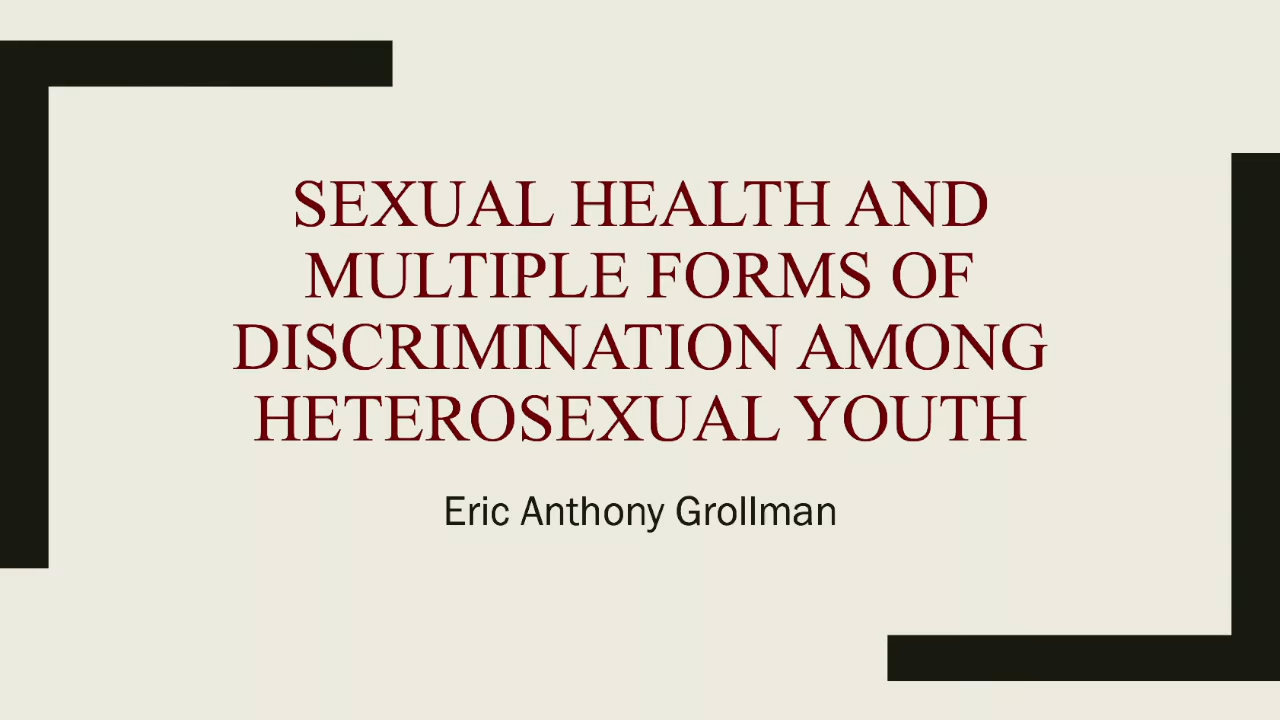 SEXUAL HEALTH AND
MULTIPLE FORMS OF
DISCRIMINATION AMONG
HETEROSEXUAL YOUTH
Eric Anthony Grollman